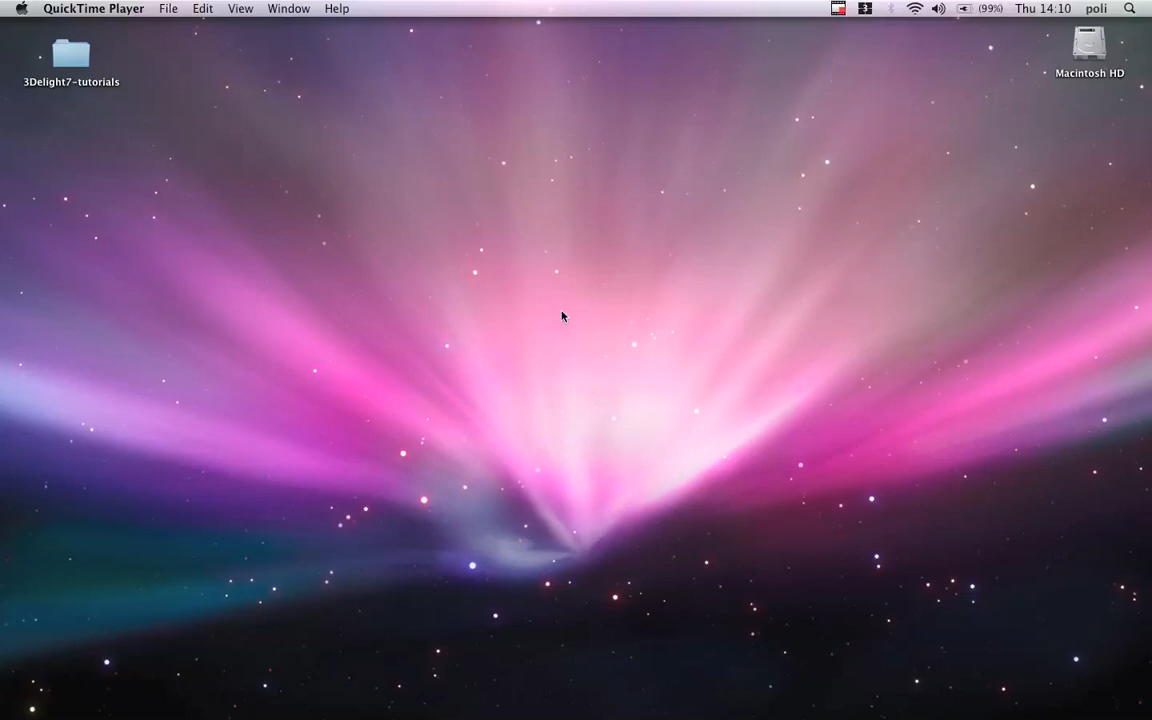 QuickTime Player File Edit View Window Help (99%) Thu 14:10 poli
3Delight7-tutorials
Macintosh HD